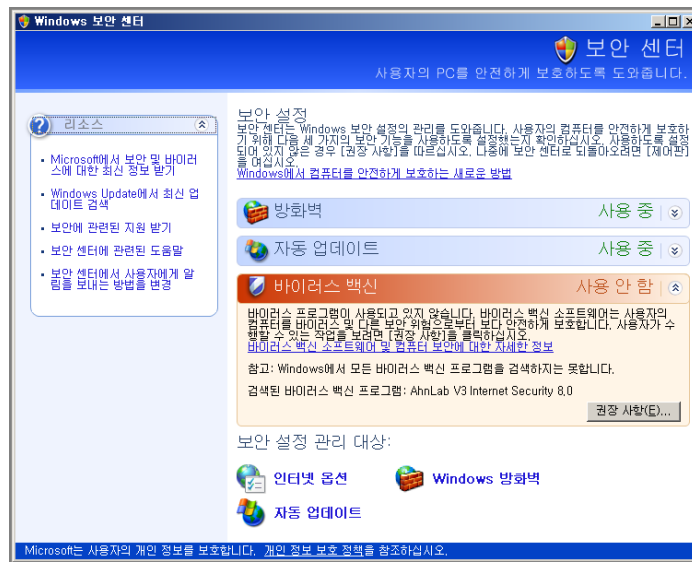 Windows 보안 센터
보안 센터
사용자의 PC를 안전하게 보호하도록 도와줍니다.
리소스
Microsoft에서 보안 및 바이러
스에 대한 최신 정보 받기
Windows Update에서 최신 업
데이트 검색
보안에 관련된 지원 받기
보안 센터에 관련된 도움말
보안 센터에서 사용자에게 알
림을 보내는 방법을 변경
보안 설정
보안 센터는 Windows 보안 설정의 관리를 도와줍니다. 사용자의 컴퓨터를 안전하게 보호하
기 위해 다음 세 가지의 보안 기능을 사용하도록 설정했는지 확인하십시오. 사용하도록 설정
되어 있지 않은 경우 [권장 사항]을 따르십시오. 나중에 보안 센터로 되돌아오려면 [제어판]
을 여십시오.
Windows에서 컴퓨터를 안전하게 보호하는 새로운 방법
방화벽 사용 중
자동 업데이트 사용 중
바이러스 백신 사용 안 함
바이러스 프로그램이 사용되고 있지 않습니다. 바이러스 백신 소프트웨어는 사용자의
컴퓨터를 바이러스 및 다른 보안 위험으로부터 보다 안전하게 보호합니다. 사용자가 수
행할 수 있는 작업을 보려면 [권장 사항]을 클릭하십시오.
바이러스 백신 소프트웨어 및 컴퓨터 보안에 대한 자세한 정보
참고: Windows에서 모든 바이러스 백신 프로그램을 검색하지는 못합니다.
검색된 바이러스 백신 프로그램: AhnLab V3 Internet Security 8.0
권장 사항(E)...
보안 설정 관리 대상:
인터넷 옵션
Windows 방화벽
자동 업데이트
Microsoft는 사용자의 개인 정보를 보호합니다. 개인 정보 보호 정책을 참조하십시오.